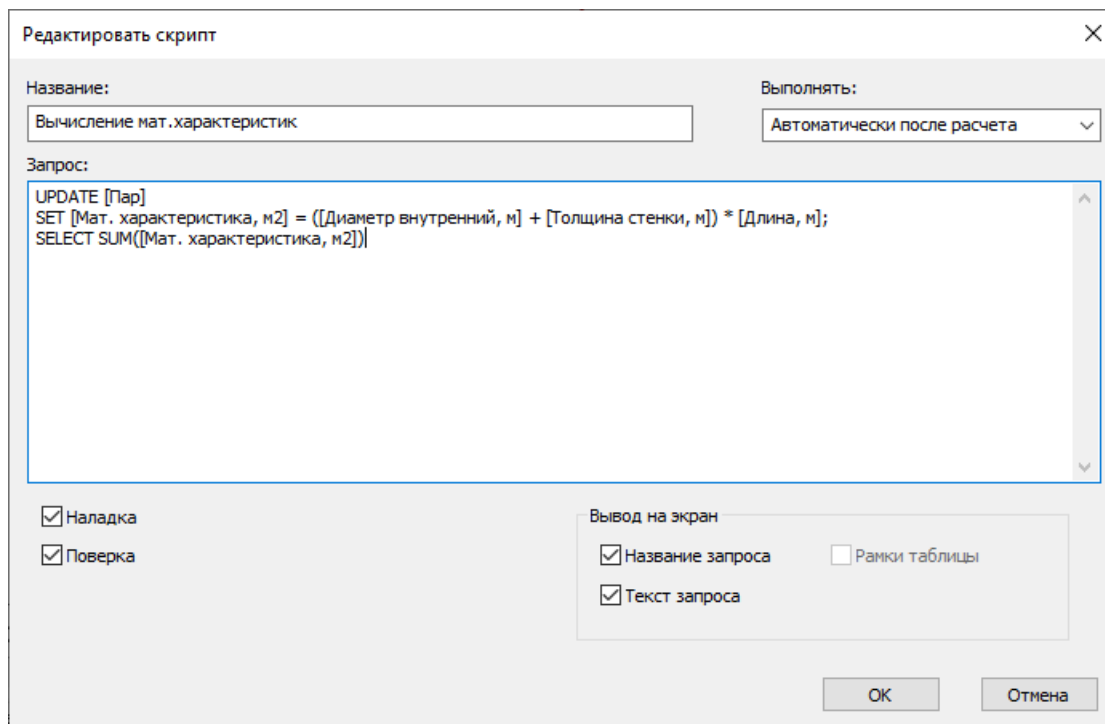 Редактировать скрипт
Название:
Выполнять:
Вычисление мат.характеристик
Автоматически после расчета
Запрос:
UPDATE [Пар]
SET [Мат. характеристика, м2] = ([Диаметр внутренний, м] + [Толщина стенки, м]) * [Длина, м];
SELECT SUM([Мат. характеристика, м2])
Наладка
Поверка
Вывод на экран
Название запроса
Рамки таблицы
Текст запроса
OK
Отмена